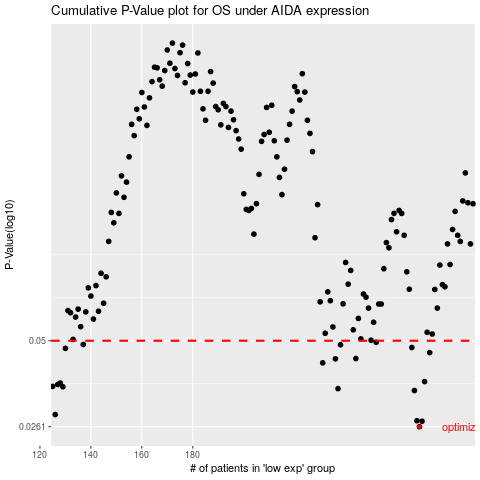 Cumulative P-Value plot for OS under AIDA expression
P-Value(log10)
0.05
0.0261
optimiz
120 140 160 180
# of patients in 'low exp' group